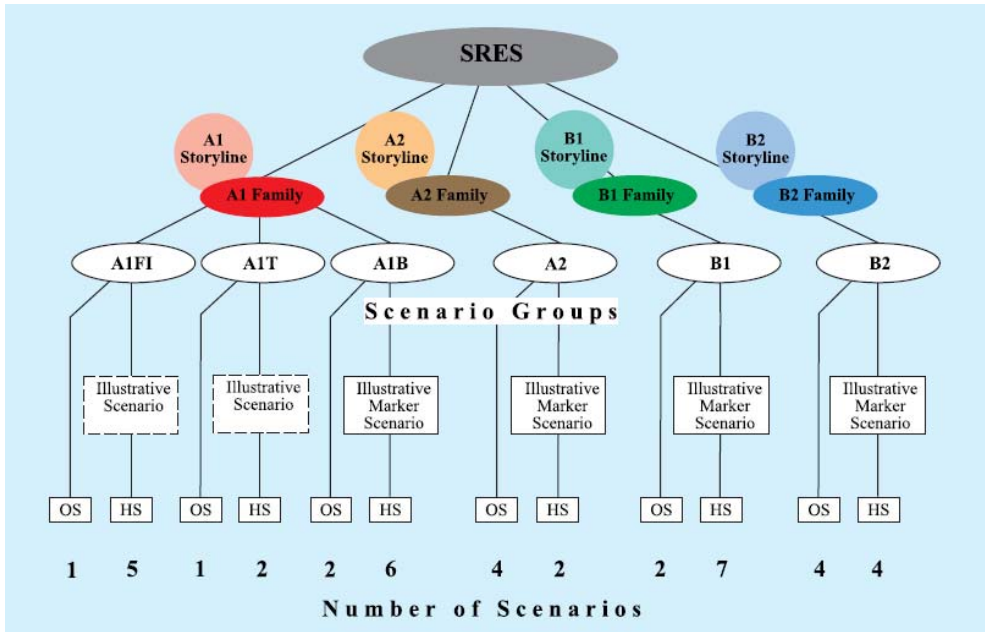 SRES
A1
Storyline
A2
Storyline
B1
Storyline
B2
Storyline
A1 Family
A2 Family
B1 Family
B2 Family
A1FI
A1T
A1B
A2
B1
B2
Scenario Groups
Illustrative
Scenario
Illustrative
Scenario
Illustrative
Marker
Scenario
Illustrative
Marker
Scenario
Illustrative
Marker
Scenario
Illustrative
Marker
Scenario
OS HS OS HS OS HS OS HS OS HS OS HS
1 5 1 2 2 6 4 2 2 7 4 4
Number of Scenarios